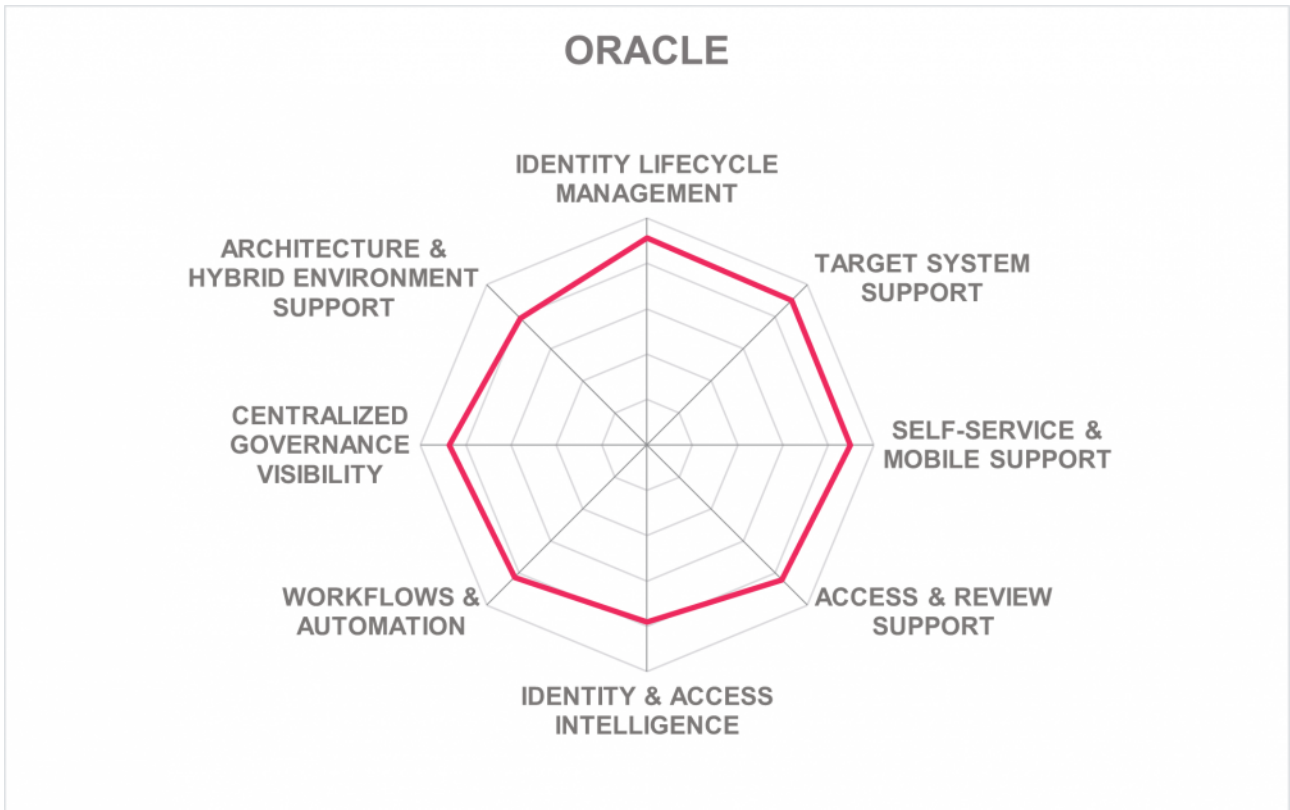 ORACLE
IDENTITY LIFECYCLE
MANAGEMENT
TARGET SYSTEM
SUPPORT
SELF-SERVICE &
MOBILE SUPPORT
ACCESS & REVIEW
SUPPORT
IDENTITY & ACCESS
INTELLIGENCE
WORKFLOWS &
AUTOMATION
CENTRALIZED
GOVERNANCE
VISIBILITY
ARCHITECTURE &
HYBRID ENVIRONMENT
SUPPORT